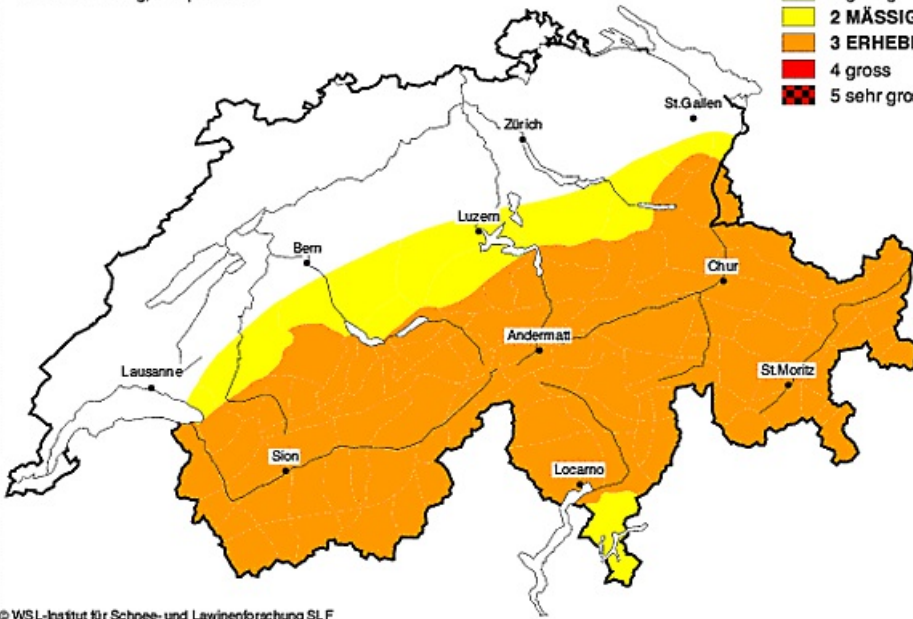 2 MÄSSIG
3 ERHEB
4 gross
5 sehr gro
St.Gallen
Zürich
Luzern
Bern
Chur
Andermatt
Lausanne
St.Moritz
Sion
Locarno
© WSL-Institut für Schnee- und Lawinenforschung SLF